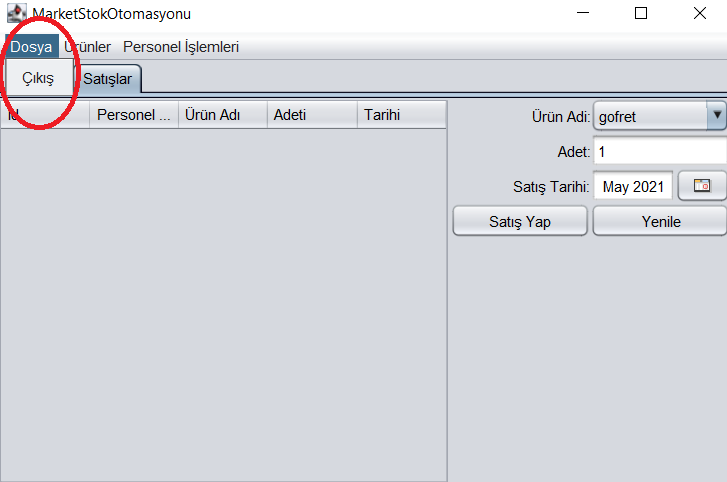 MarketStokOtomasyonu
Dosya Ürünler Personel İşlemleri
Çıkış Satışlar
Id Personel ... Ürün Adı Adeti Tarihi
Ürün Adi: gofret
Adet: 1
Satış Tarihi: May 2021
Satış Yap Yenile